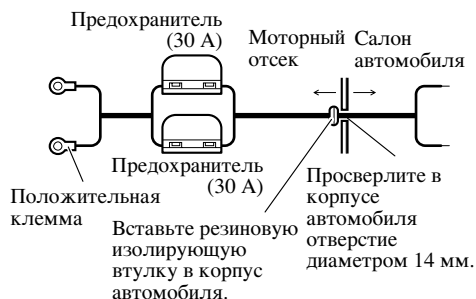 Предохранитель
(30 А)
Моторный
отсек
Салон
автомобиля
Предохранитель
(30 А)
Положительная
клемма
Вставьте резиновую
изолирующую
втулку в корпус
автомобиля.
Просверлите в
корпусе
автомобиля
отверстие
диаметром 14 мм.